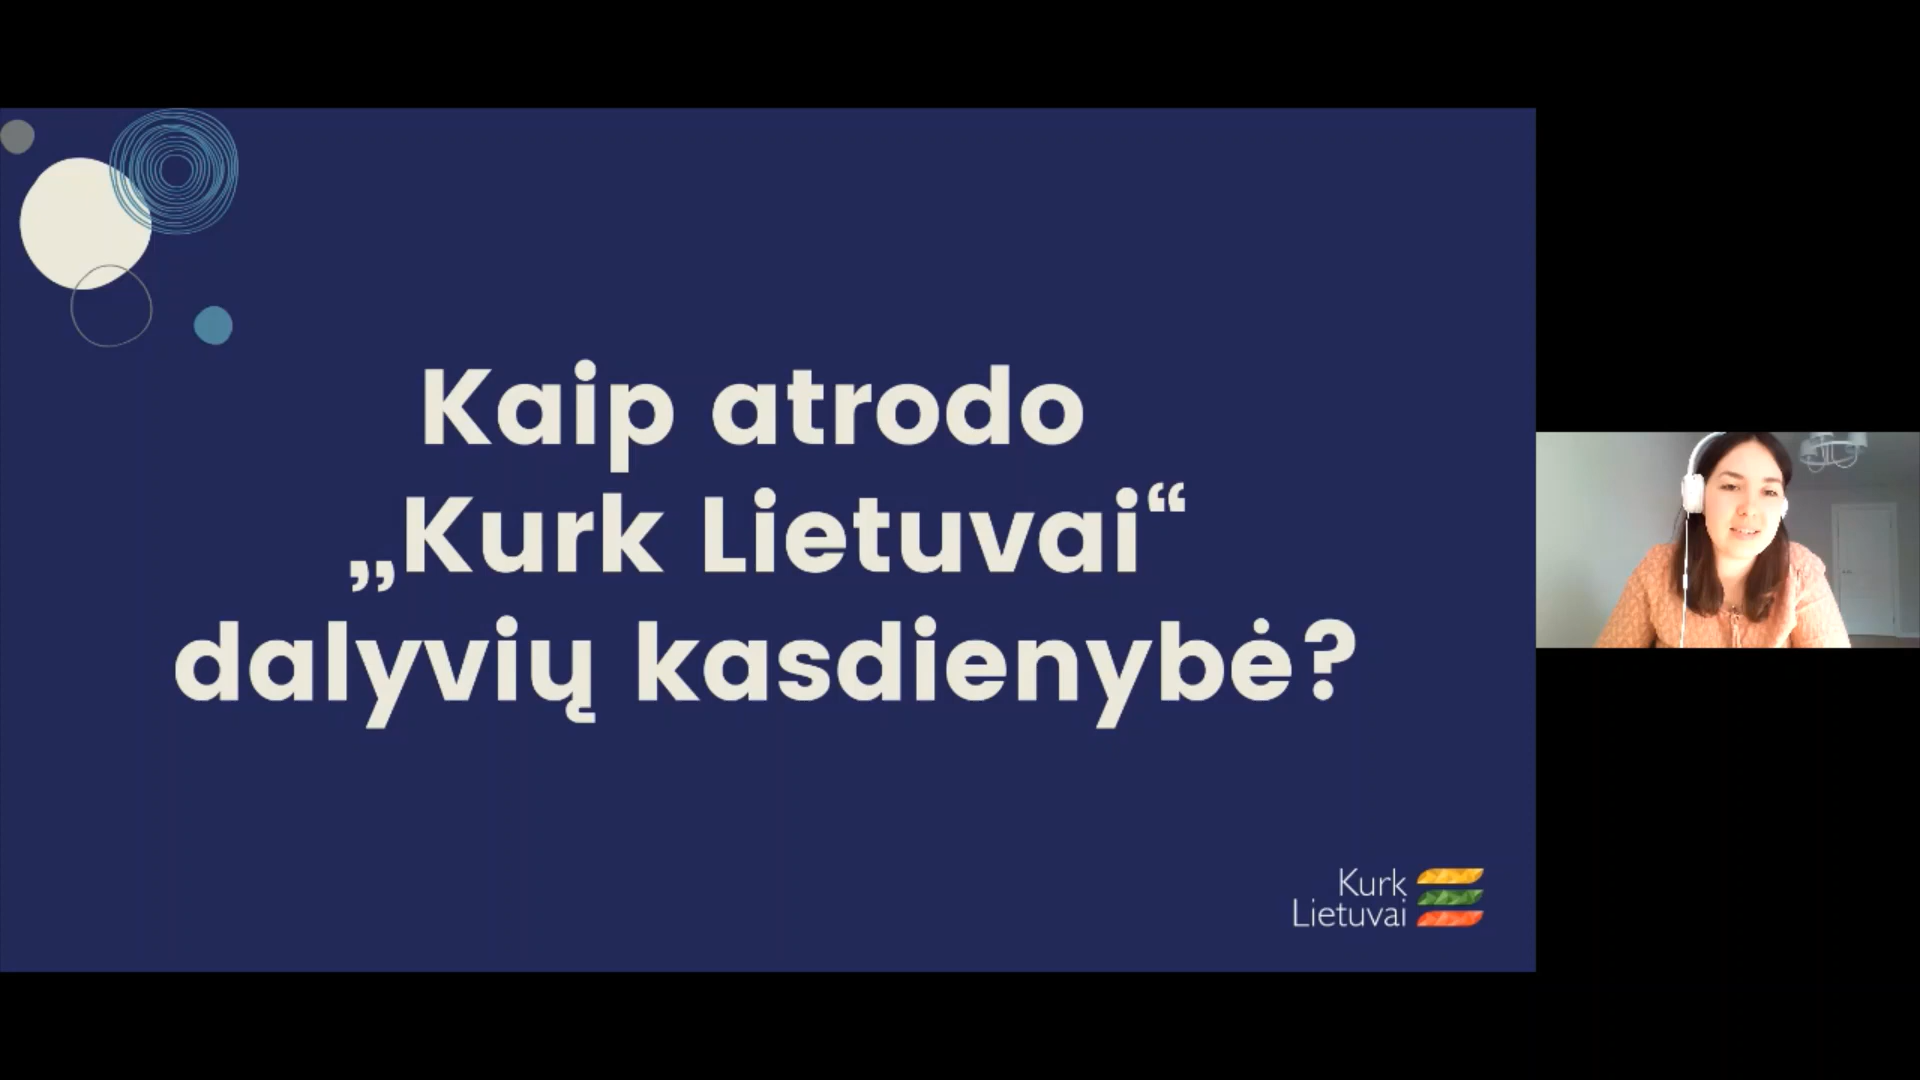 Kaip atrodo
„Kurk Lietuvai“
dalyvių kasdienybė?
Kurk
Lietuvai